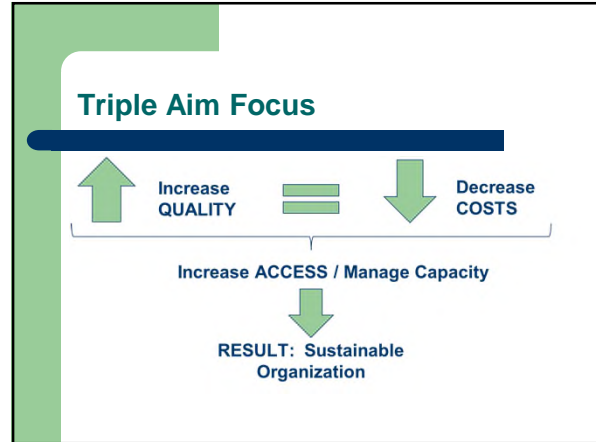 Triple Aim Focus
Increase
QUALITY
Decrease
COSTS
Increase ACCESS / Manage Capacity
RESULT:  Sustainable
Organization